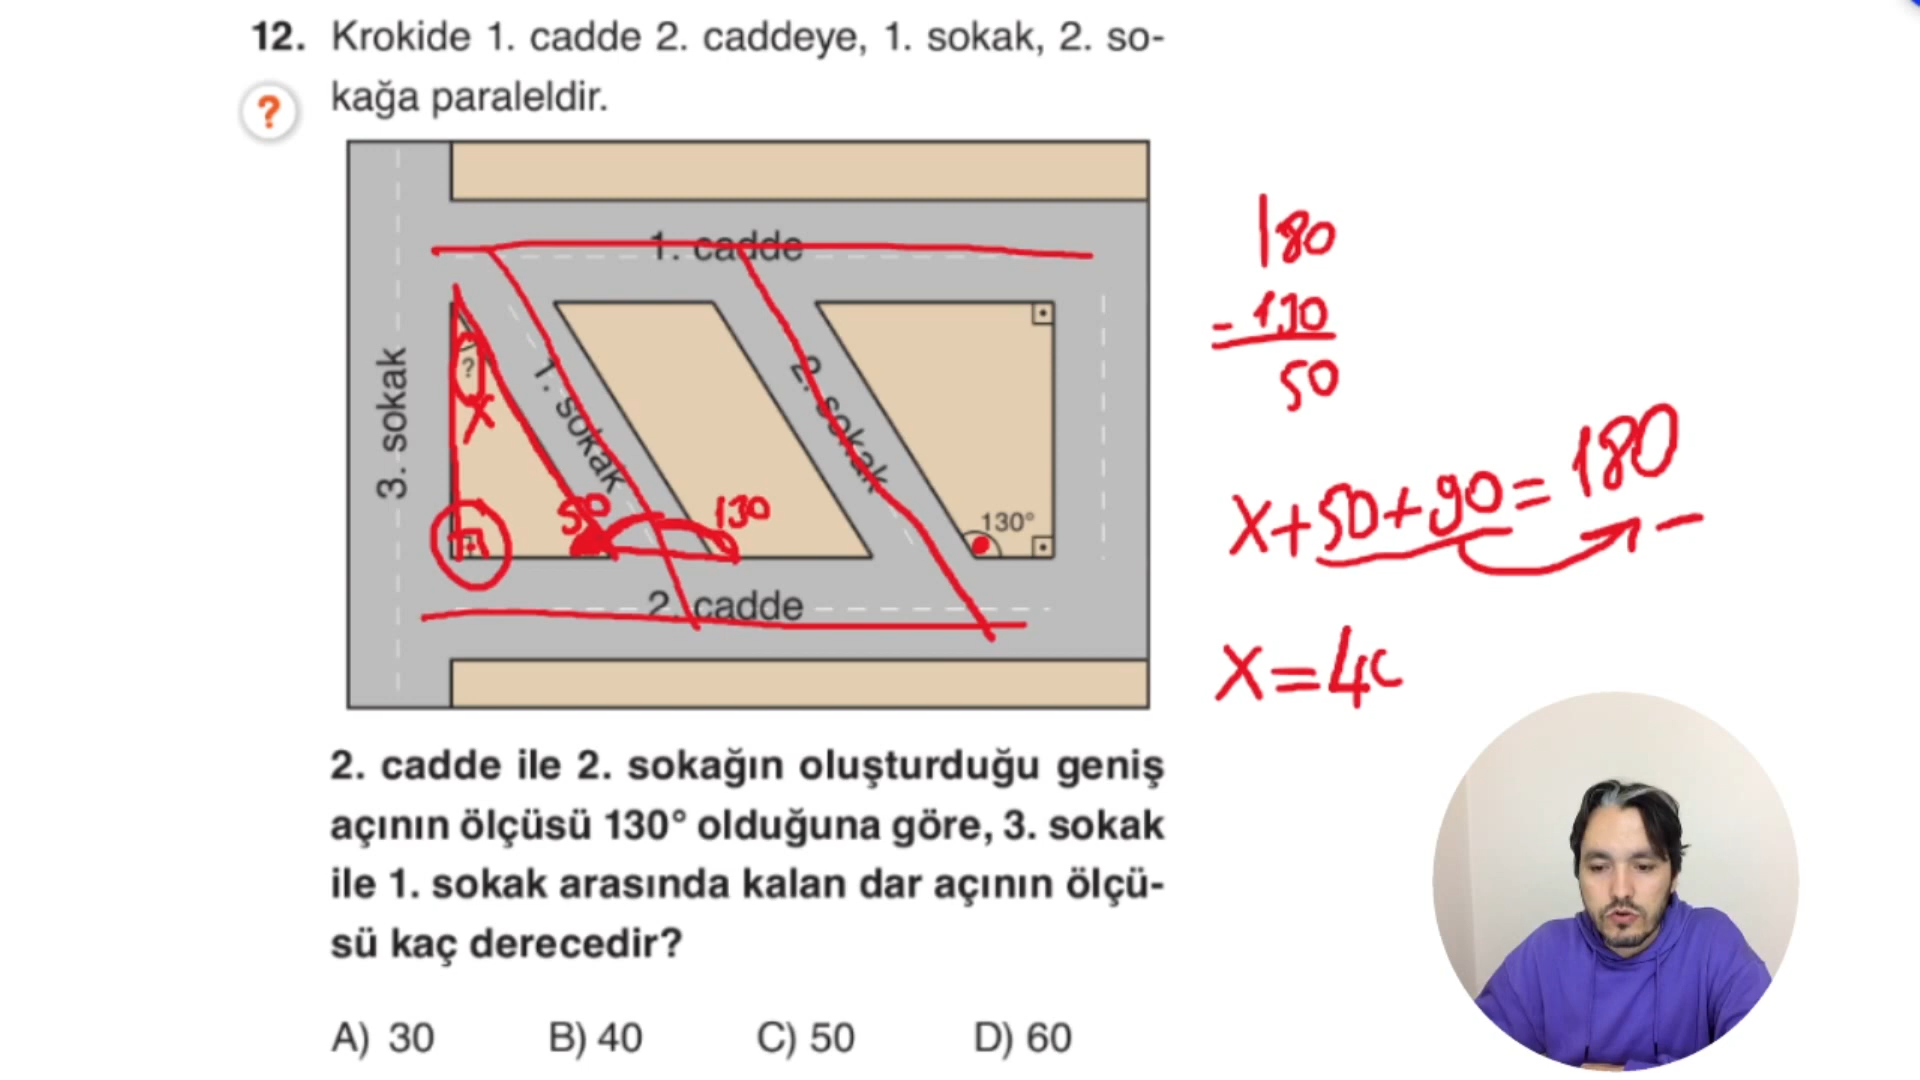 12. Krokide 1. cadde 2. caddeye, 1. sokak, 2. so-
kağa paraleldir.
?
1. cadde
3. sokak
?
x
1. sokak
2. sokak
50
130
130°
2. cadde
180
- 130
50
x+50+90=180
x=40
2. cadde ile 2. sokağın oluşturduğu geniş
açının ölçüsü 130° olduğuna göre, 3. sokak
ile 1. sokak arasında kalan dar açının ölçü-
sü kaç derecedir?
A) 30 B) 40 C) 50 D) 60